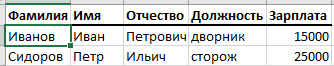 Фамилия Имя Отчество Должность Зарплата
Иванов Иван Петрович дворник 15000
Сидоров Петр Ильич сторож 25000